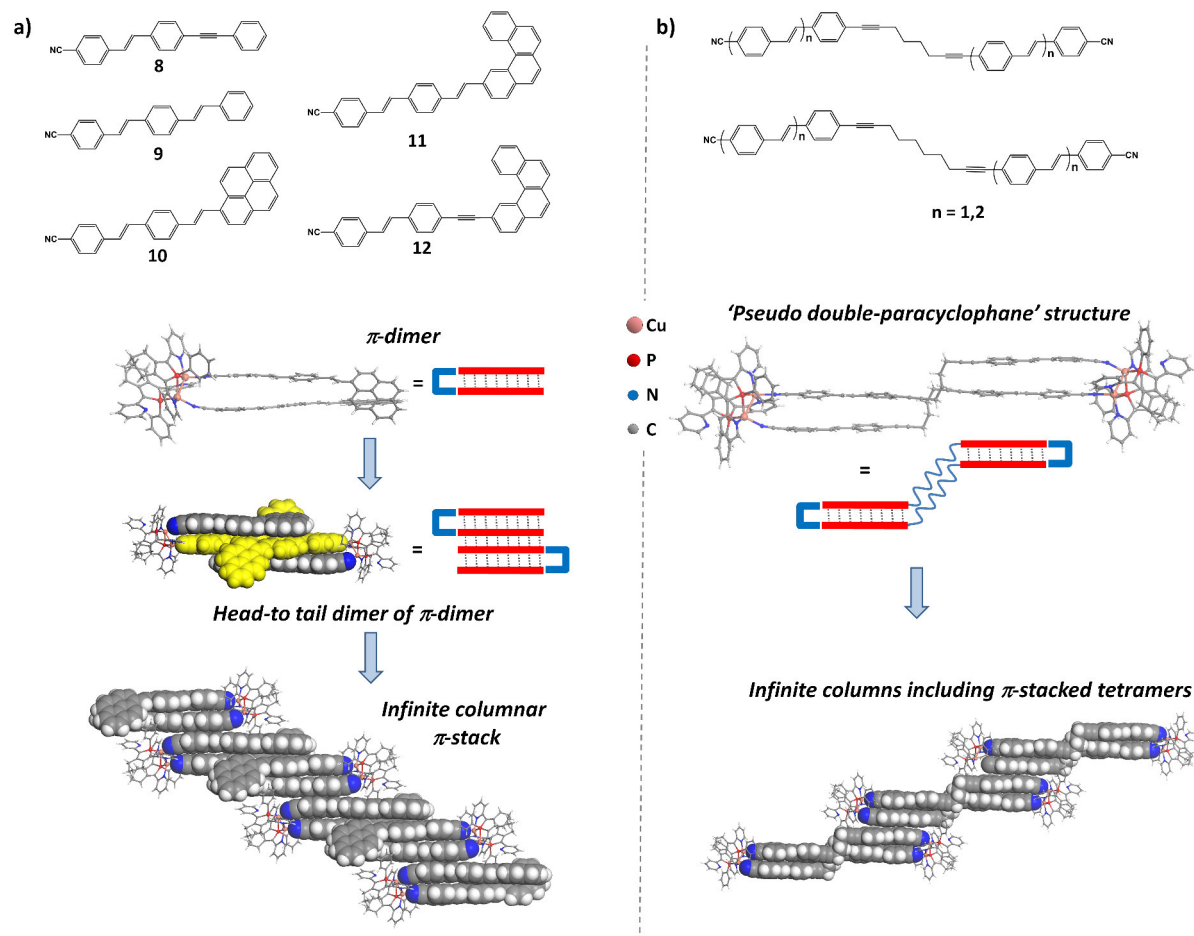 a)
NC
8
NC
9
NC
10
NC
11
NC
12
π-dimer
=
=
Head-to tail dimer of π-dimer
Infinite columnar
π-stack
Cu
P
N
C
b)
NC
n
n
CN
NC
n
n
CN
n = 1,2
‘Pseudo double-paracyclophane’ structure
=
Infinite columns including π-stacked tetramers